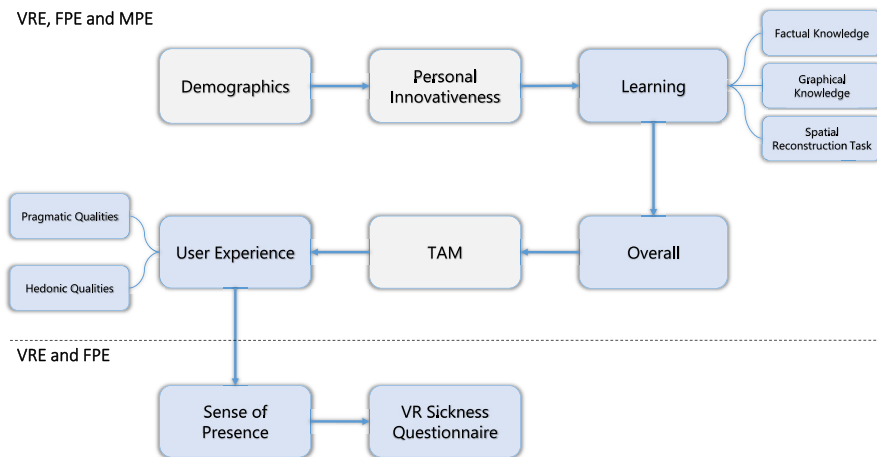 VRE, FPE and MPE
Demographics
Personal
Innovativeness
Learning
Factual Knowledge
Graphical
Knowledge
Spatial
Reconstruction Task
Pragmatic Qualities
Hedonic Qualities
User Experience
TAM
Overall
VRE and FPE
Sense of
Presence
VR Sickness
Questionnaire